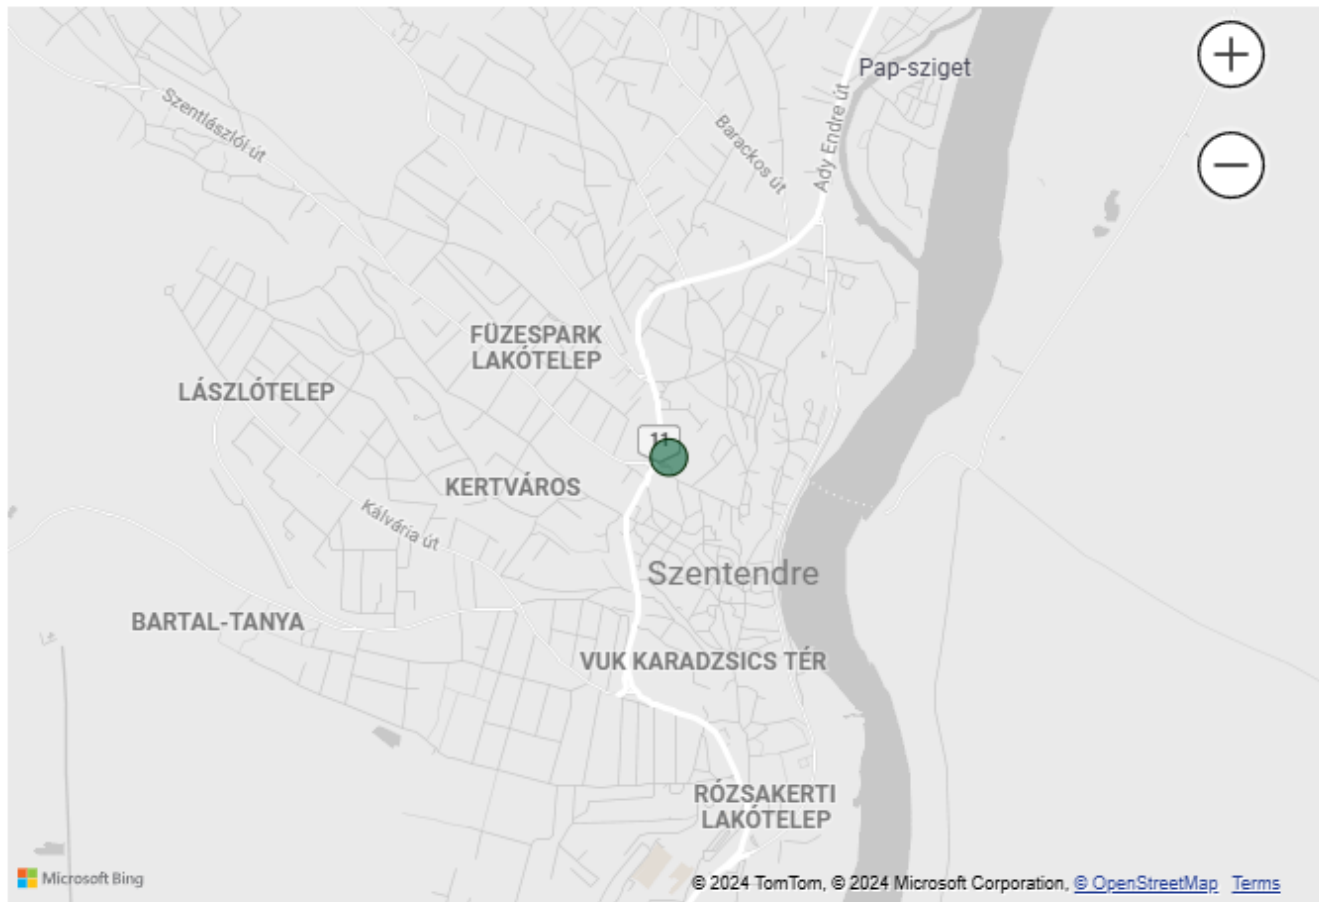 Pap-sziget
Szentlászlói út
Barackos út
Ady Endre út
FÜZESPARK
LAKÓTELEP
LÁSZLÓTELEP
11
KERTVÁROS
Kálvária út
Szentendre
BARTAL-TANYA
VUK KARADZSICS TÉR
RÓZSAKERTI
LAKÓTELEP
Microsoft Bing
© 2024 TomTom, © 2024 Microsoft Corporation, © OpenStreetMap Terms